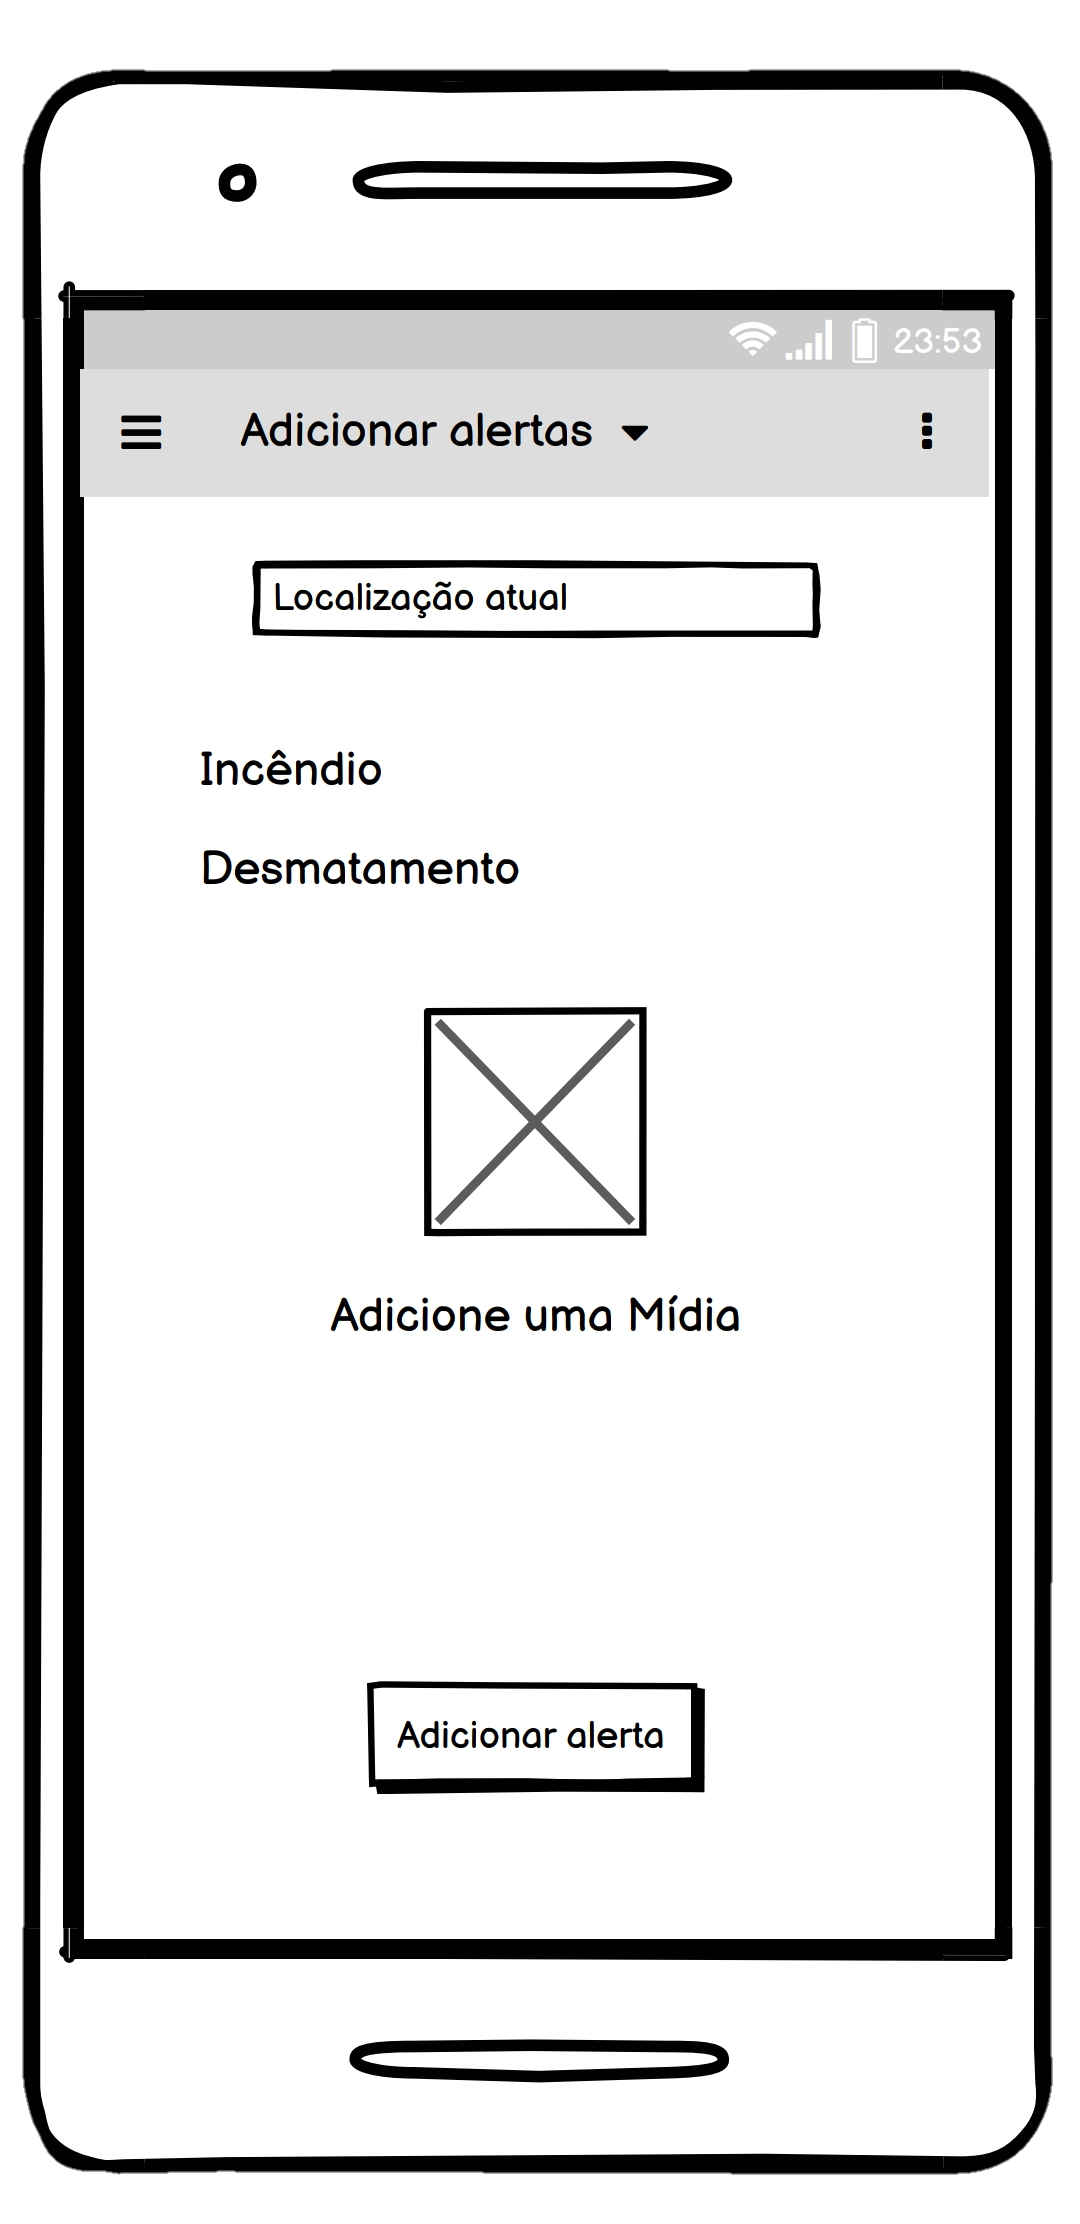 23:53
Adicionar alertas
Localização atual
Incêndio
Desmatamento
Adicione uma Mídia
Adicionar alerta